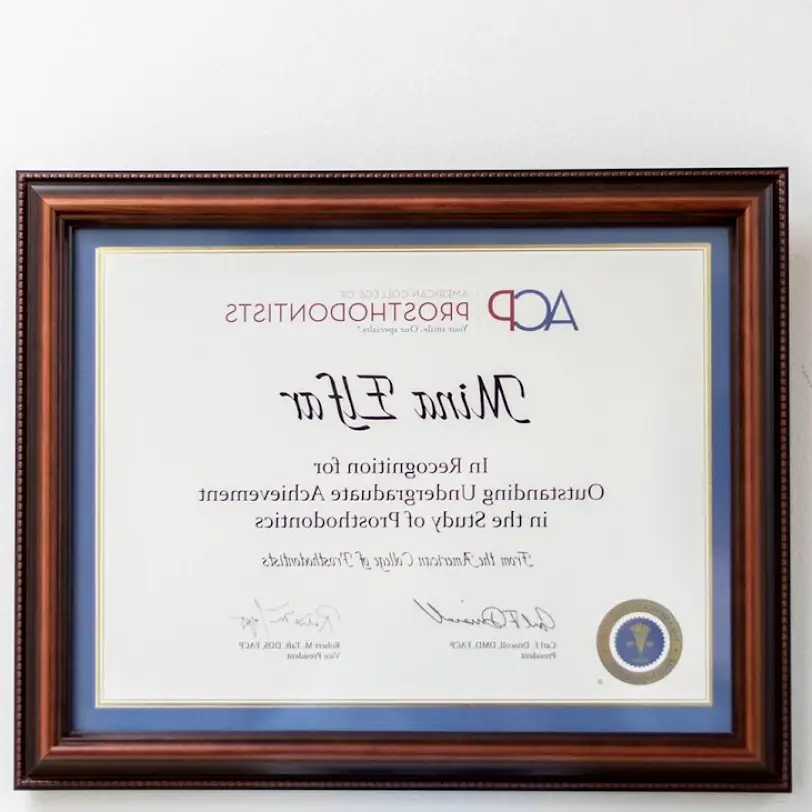 ACP AMERICAN COLLEGE OF
PROSTHODONTISTS
Your smile. Our specialty.®
Mina Elfar
In Recognition for
Outstanding Undergraduate Achievement
in the Study of Prosthodontics
From the American College of Prosthodontists
Carl F. Driscoll, DMD, FACP
President
Robert M. Taft, DDS, FACP
Vice President